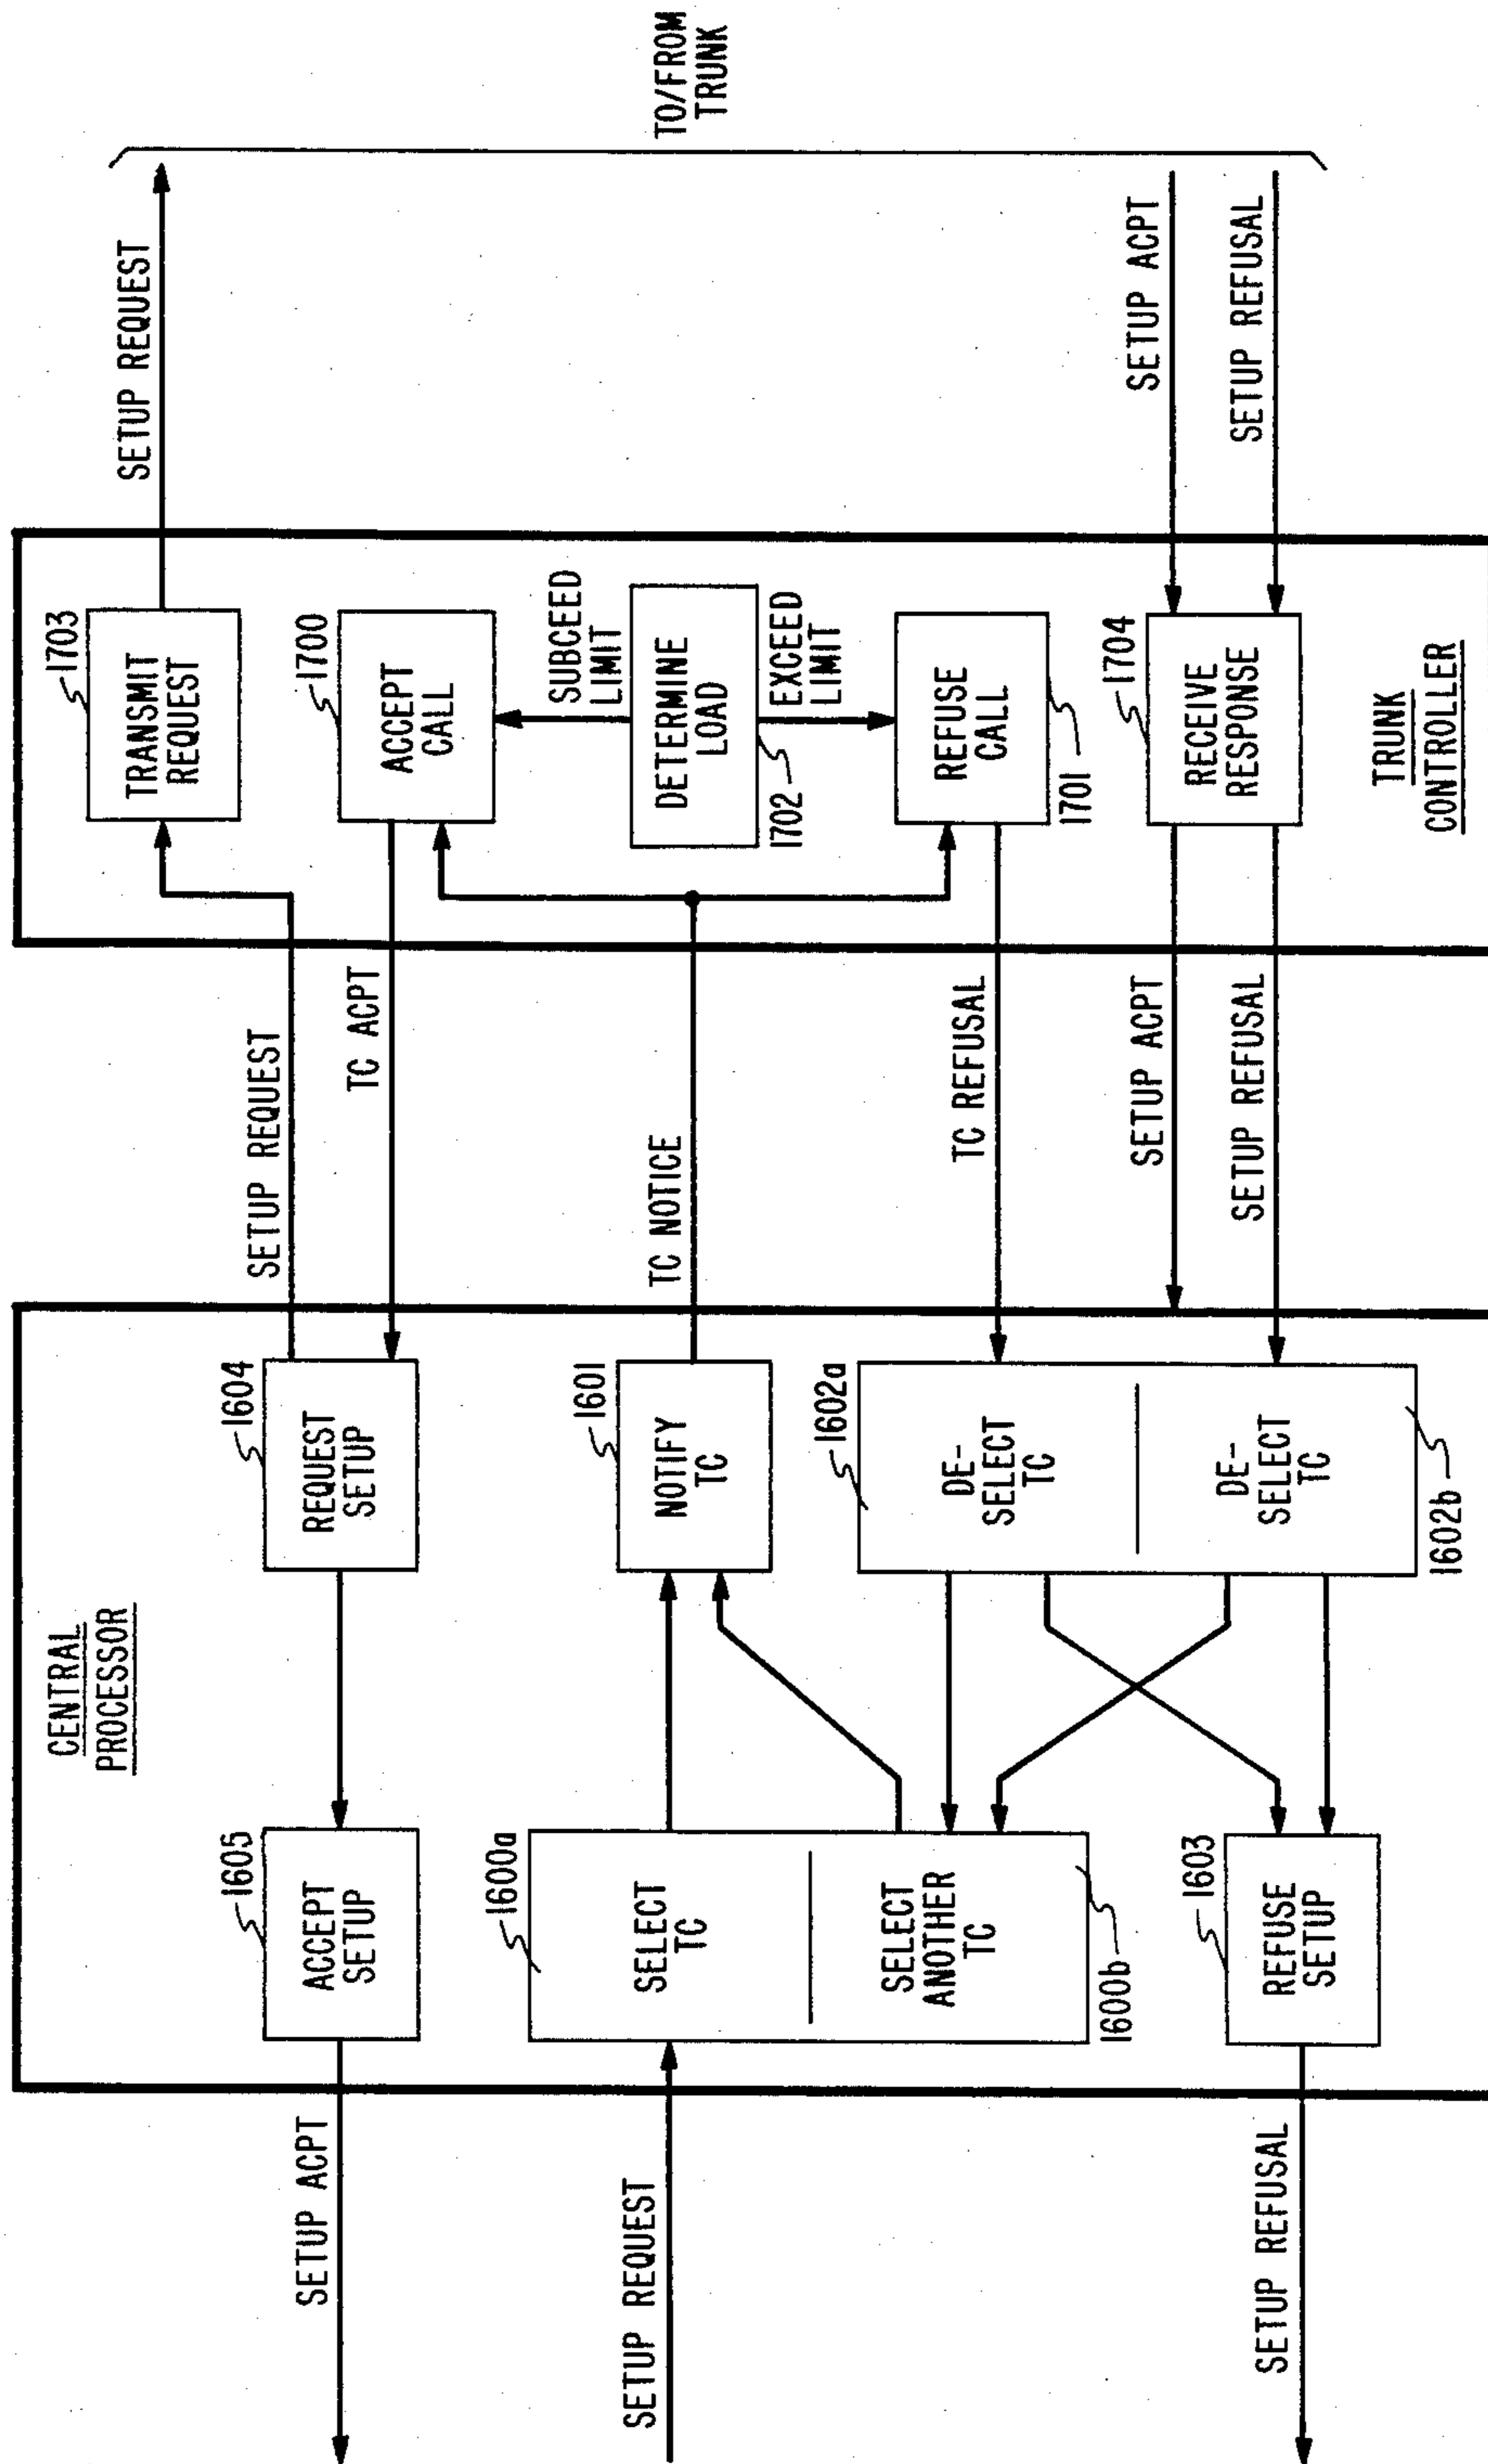 CENTRAL
PROCESSOR
SETUP ACPT
1605
ACCEPT
SETUP
1604
REQUEST
SETUP
SETUP REQUEST
TC ACPT
1703
TRANSMIT
REQUEST
SETUP REQUEST
1700
ACCEPT
CALL
SUBCEED
LIMIT
SETUP REQUEST
1600a
SELECT
TC
SELECT
ANOTHER
TC
1600b
1601
NOTIFY
TC
TC NOTICE
DETERMINE
LOAD
1702
EXCEED
LIMIT
TO/FROM
TRUNK
1602a
DE-
SELECT
TC
DE-
SELECT
TC
1602b
TC REFUSAL
REFUSE
CALL
1701
SETUP REFUSAL
1603
REFUSE
SETUP
SETUP ACPT
SETUP REFUSAL
1704
RECEIVE
RESPONSE
SETUP ACPT
SETUP REFUSAL
TRUNK
CONTROLLER